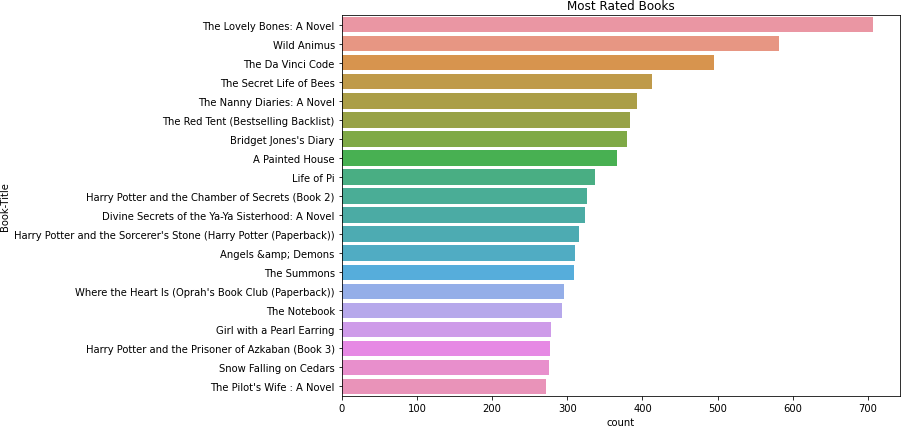 Most Rated Books
Book-Title
The Lovely Bones: A Novel
Wild Animus
The Da Vinci Code
The Secret Life of Bees
The Nanny Diaries: A Novel
The Red Tent (Bestselling Backlist)
Bridget Jones's Diary
A Painted House
Life of Pi
Harry Potter and the Chamber of Secrets (Book 2)
Divine Secrets of the Ya-Ya Sisterhood: A Novel
Harry Potter and the Sorcerer's Stone (Harry Potter (Paperback))
Angels &amp; Demons
The Summons
Where the Heart Is (Oprah's Book Club (Paperback))
The Notebook
Girl with a Pearl Earring
Harry Potter and the Prisoner of Azkaban (Book 3)
Snow Falling on Cedars
The Pilot's Wife : A Novel
0 100 200 300 400 500 600 700
count